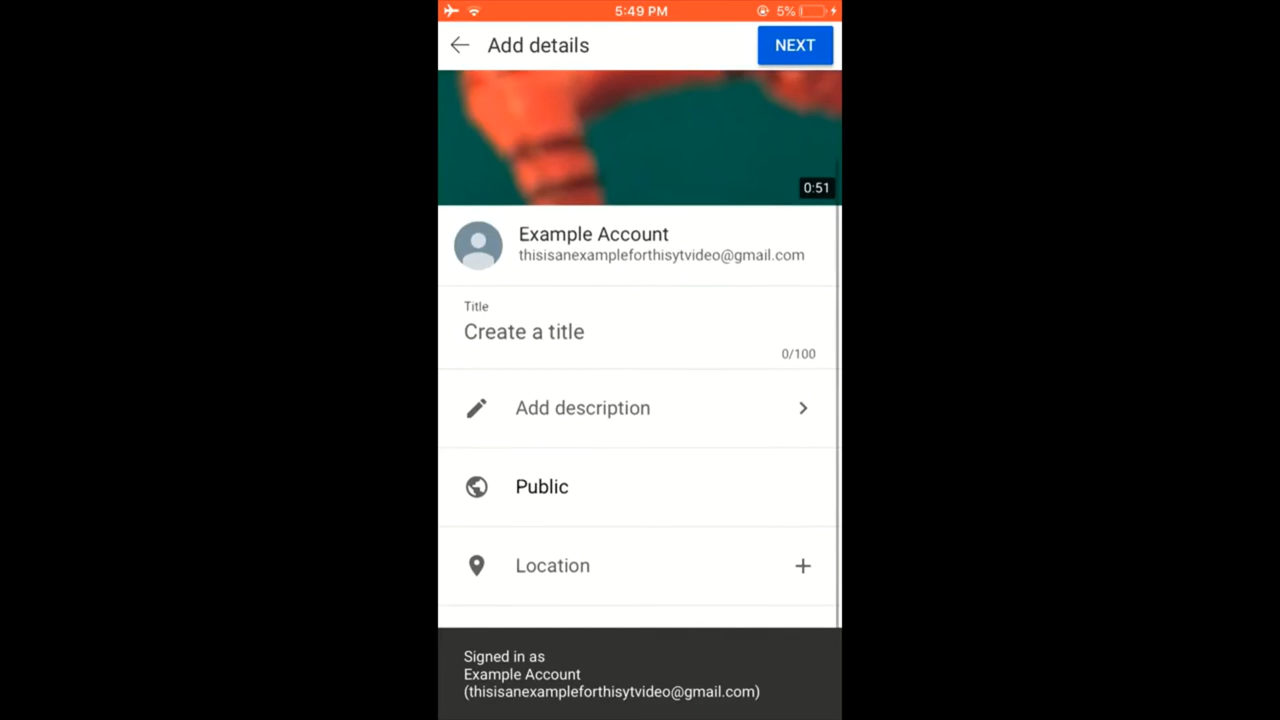 5:49 PM
5%
Add details
NEXT
0:51
Example Account
thisisanexampleforthisytvideo@gmail.com
Title
Create a title
0/100
Add description
Public
Location
Signed in as
Example Account
(thisisanexampleforthisytvideo@gmail.com)